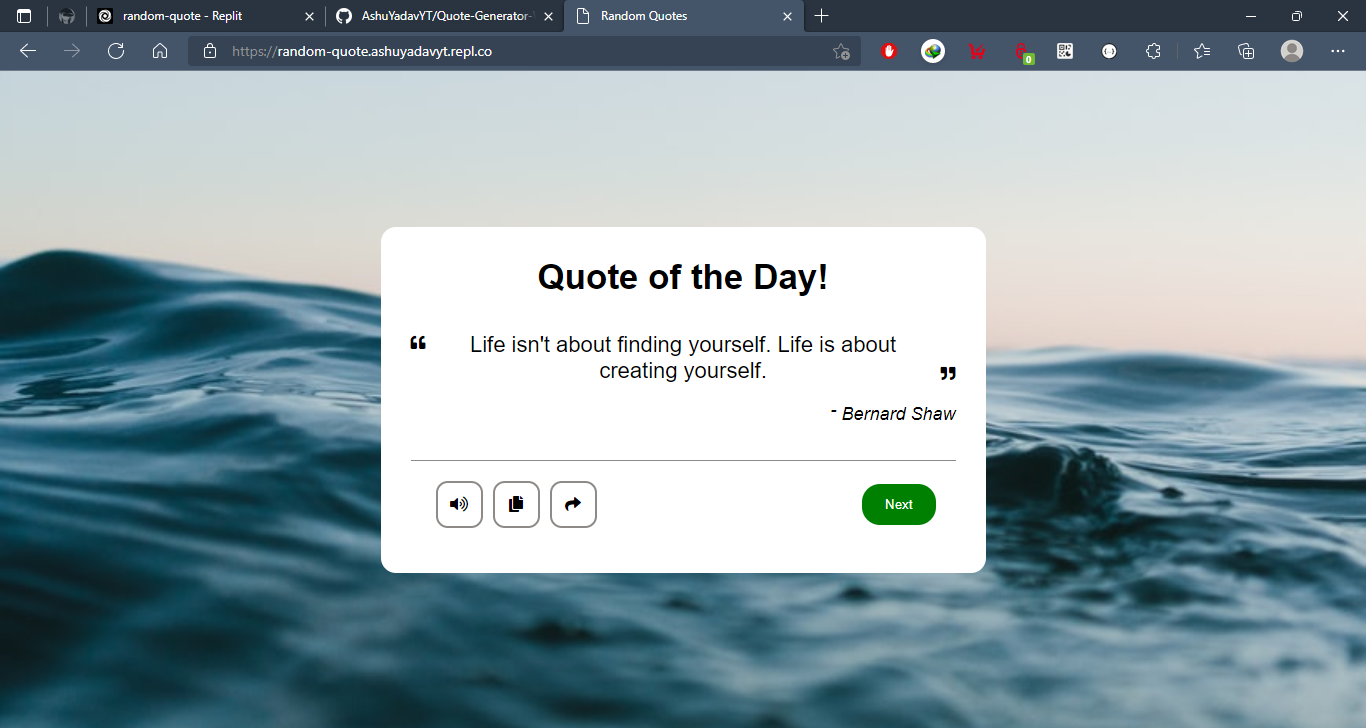 random-quote - Replit
AshuYadavYT/Quote-Generator-
Random Quotes
https://random-quote.ashuyadavyt.repl.co
0
Quote of the Day!
“ Life isn't about finding yourself. Life is about
creating yourself. ”
- Bernard Shaw
Next